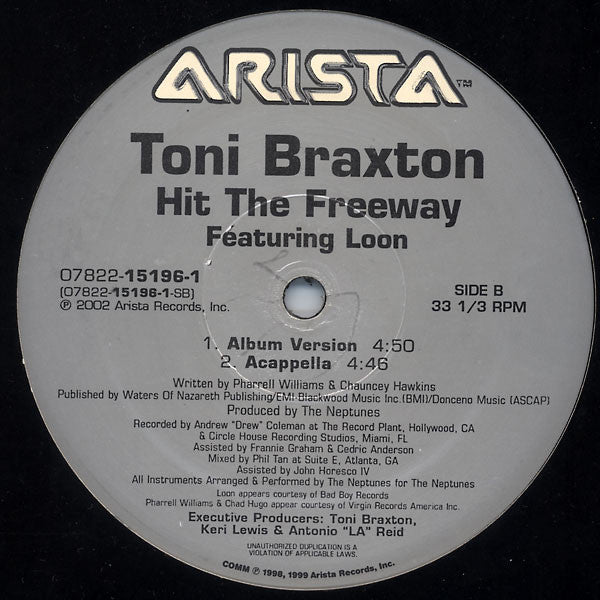 ARISTA™
Toni Braxton
Hit The Freeway
Featuring Loon
07822-15196-1
(07822-15196-1-SB)
℗ 2002 Arista Records, Inc.
SIDE B
33 1/3 RPM
1. Album Version 4:50
2. Acappella 4:46
Written by Pharrell Williams & Chauncey Hawkins
Published by Waters Of Nazareth Publishing/EMI Blackwood Music Inc.(BMI)/Donceno Music (ASCAP)
Produced by The Neptunes
Recorded by Andrew "Drew" Coleman at The Record Plant, Hollywood, CA
& Circle House Recording Studios, Miami, FL
Assisted by Frannie Graham & Cedric Anderson
Mixed by Phil Tan at Suite E, Atlanta, GA
Assisted by John Horesco IV
All Instruments Arranged & Performed by The Neptunes for The Neptunes
Loon appears courtesy of Bad Boy Records
Pharrell Williams & Chad Hugo appear courtesy of Virgin Records America Inc.
Executive Producers: Toni Braxton,
Keri Lewis & Antonio "LA" Reid
UNAUTHORIZED DUPLICATION IS A
VIOLATION OF APPLICABLE LAWS.
COMM ℗ 1998, 1999 Arista Records, Inc.